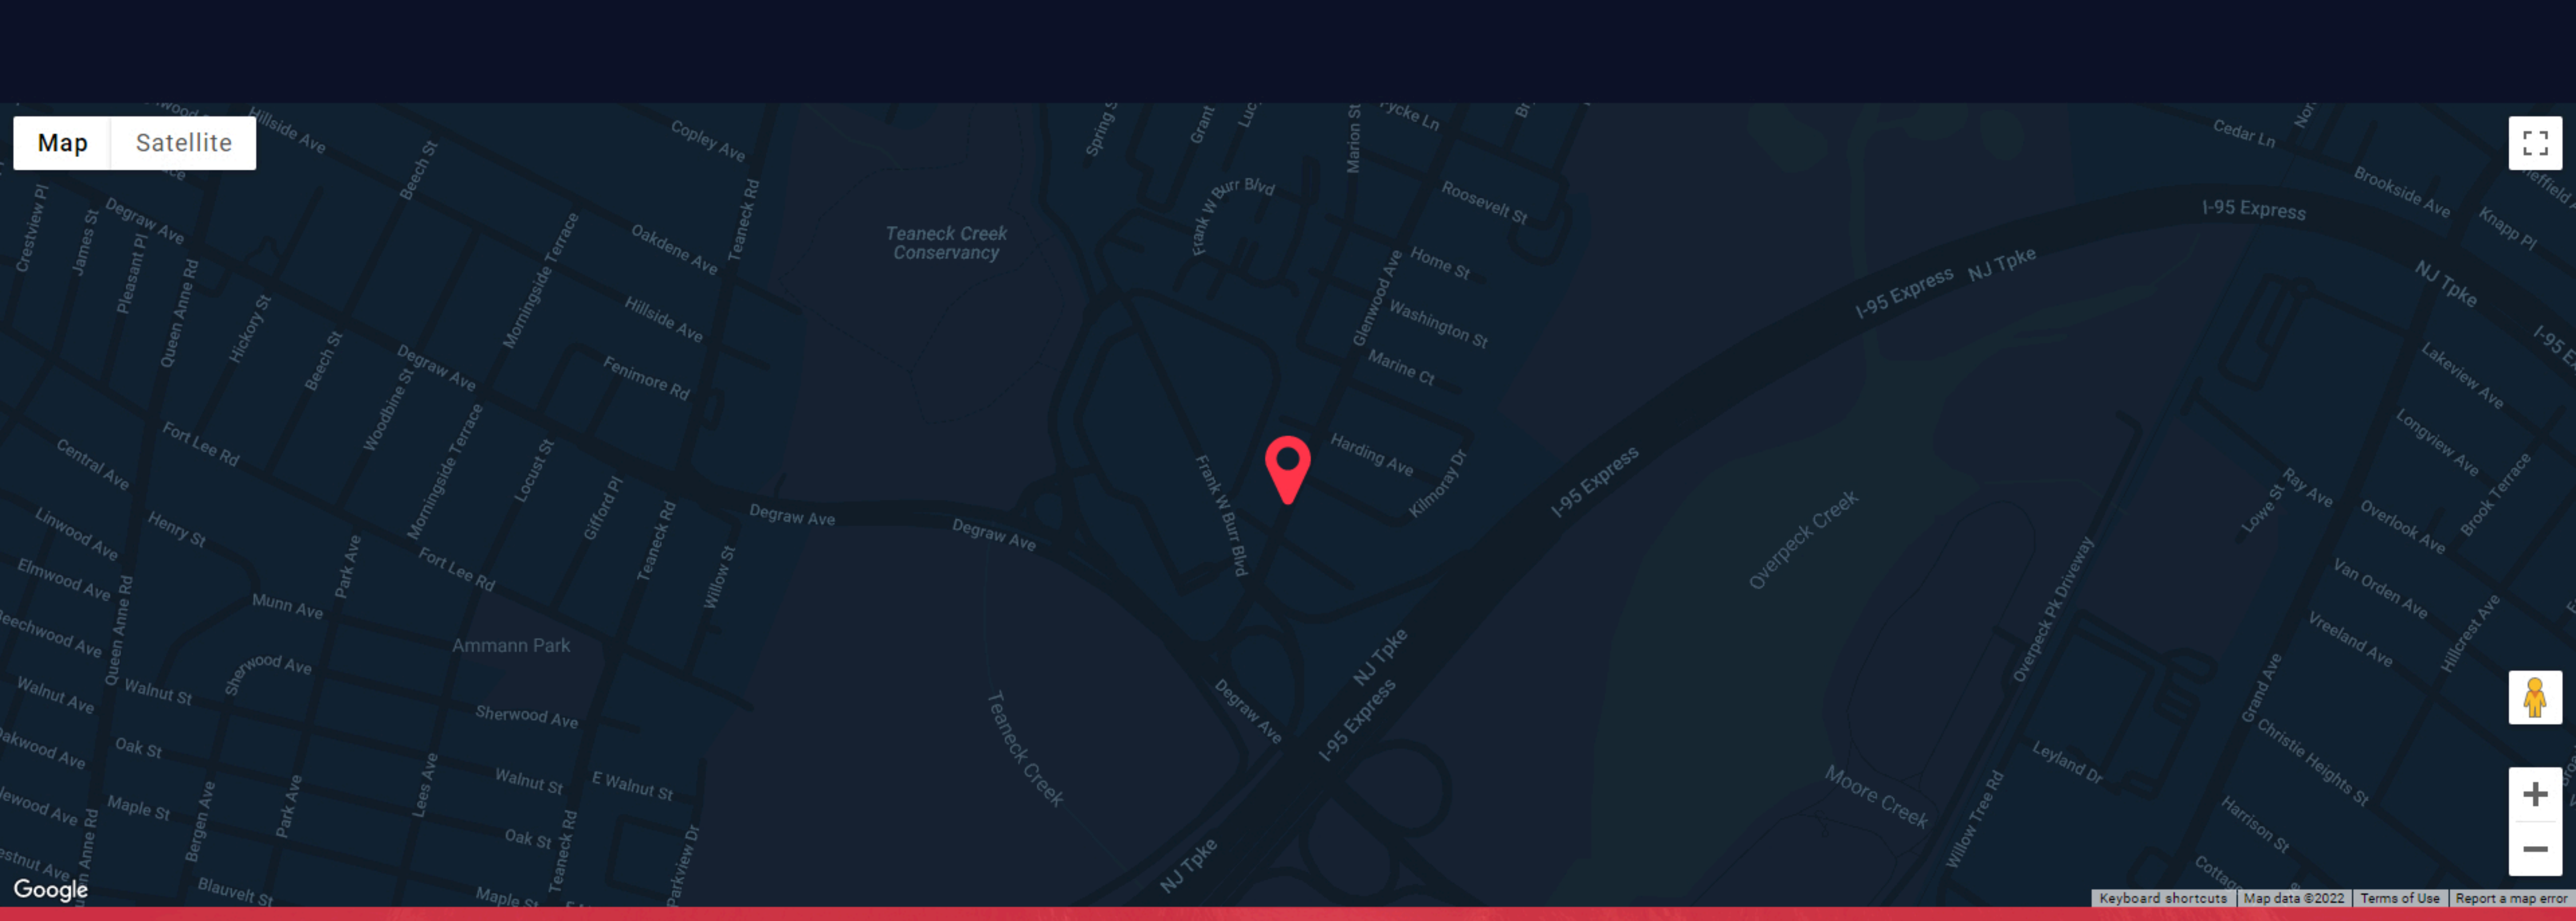 Map
Satellite
Hillside Ave
Beech St
Copley Ave
Teaneck Rd
Spring S
Grant
Luc
Marion St
Pycke Ln
Cedar Ln
I-95 Express
Brookside Ave
Knapp Pl
Crestview Pl
James St
Degraw Ave
Pleasant Pl
Queen Anne Rd
Hickory St
Beech St
Morningside Terrace
Oakdene Ave
Hillside Ave
Fenimore Rd
Teaneck Creek
Conservancy
Frank W Burr Blvd
Roosevelt St
Home St
Glenwood Ave
Washington St
Marine Ct
I-95 Express
NJ Tpke
NJ Tpke
Lakeview Ave
Degraw Ave
Woodbine St
Fort Lee Rd
Central Ave
Morningside Terrace
Locust St
Gifford Pl
Teaneck Rd
Willow St
Degraw Ave
Degraw Ave
Frank W Burr Blvd
Harding Ave
Kilmoray Dr
I-95 Express
Overpeck Creek
Longview Ave
Ray Ave
Lowe St
Brook Terrace
Overlook Ave
Linwood Ave
Henry St
Elmwood Ave
Park Ave
Fort Lee Rd
Munn Ave
Queen Anne Rd
Ammann Park
Sherwood Ave
Walnut Ave
Walnut St
Sherwood Ave
Teaneck Creek
Degraw Ave
NJ Tpke
I-95 Express
Overpeck Pk Driveway
Van Orden Ave
Vreeland Ave
Hillcrest Ave
Grand Ave
Oak St
Lees Ave
Walnut St
E Walnut St
Maple St
Bergen Ave
Park Ave
Oak St
Teaneck Rd
Parkview Dr
NJ Tpke
Moore Creek
Willow Tree Rd
Leyland Dr
Christie Heights St
Harrison St
Blauvelt St
Maple St
Google
Keyboard shortcuts
Map data ©2022
Terms of Use
Report a map error